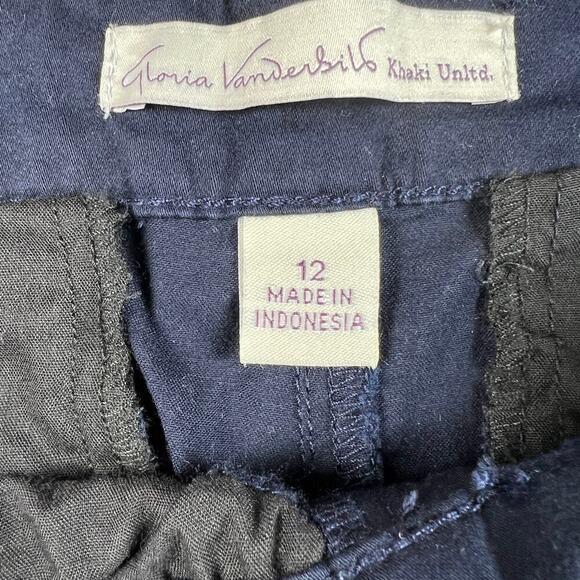 Gloria Vanderbilt Khaki Unltd.
12
MADE IN
INDONESIA